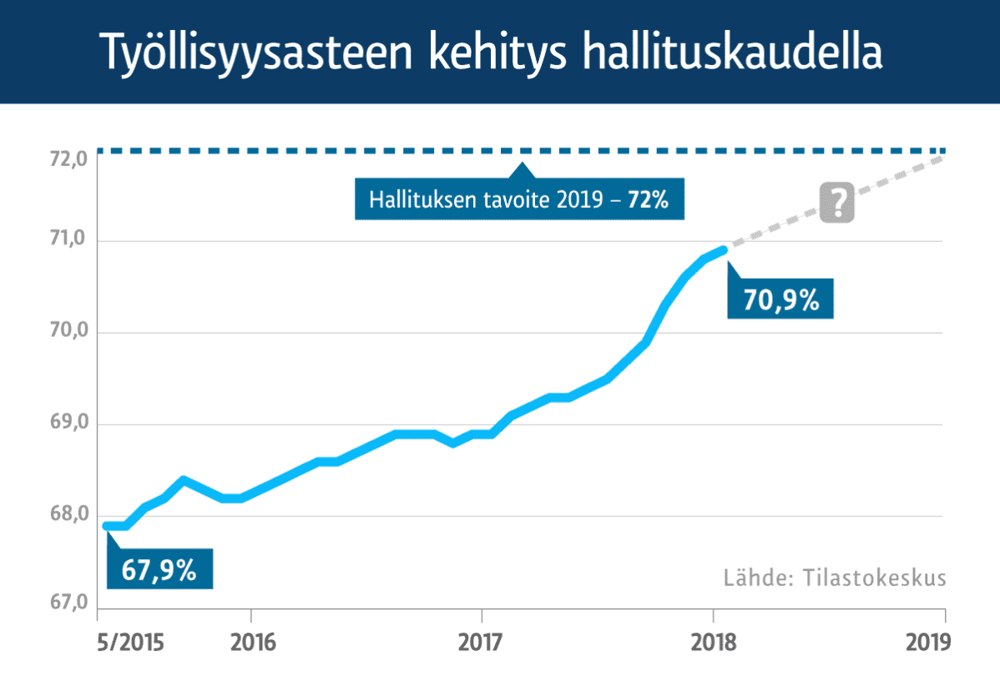 Työllisyysasteen kehitys hallituskaudella
72,0
Hallituksen tavoite 2019 – 72%
?
71,0
70,9%
70,0
69,0
68,0
67,9%
Lähde: Tilastokeskus
67,0
5/2015 2016 2017 2018 2019